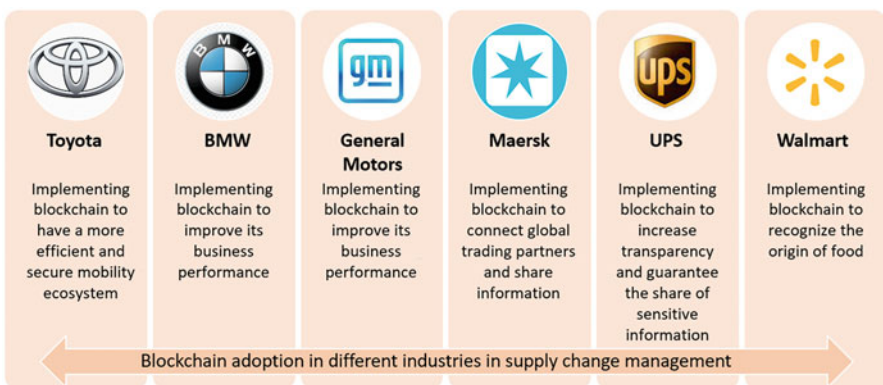 BMW
gm
ups
Toyota
Implementing
blockchain to
have a more
efficient and
secure mobility
ecosystem
BMW
Implementing
blockchain to
improve its
business
performance
General
Motors
Implementing
blockchain to
improve its
business
performance
Maersk
Implementing
blockchain to
connect global
trading partners
and share
information
UPS
Implementing
blockchain to
increase
transparency
and guarantee
the share of
sensitive
information
Walmart
Implementing
blockchain to
recognize the
origin of food
Blockchain adoption in different industries in supply change management